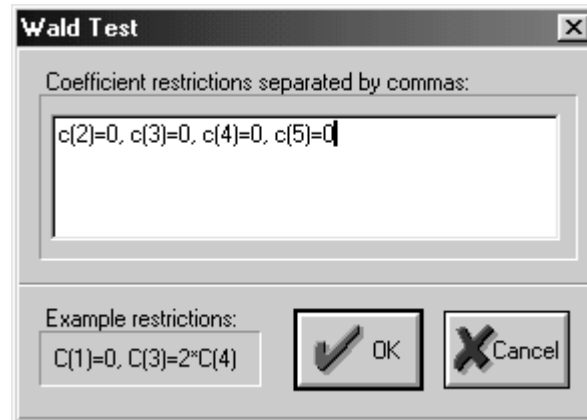 Wald Test
Coefficient restrictions separated by commas:
c(2)=0, c(3)=0, c(4)=0, c(5)=0
Example restrictions:
C(1)=0, C(3)=2*C(4)
OK
Cancel